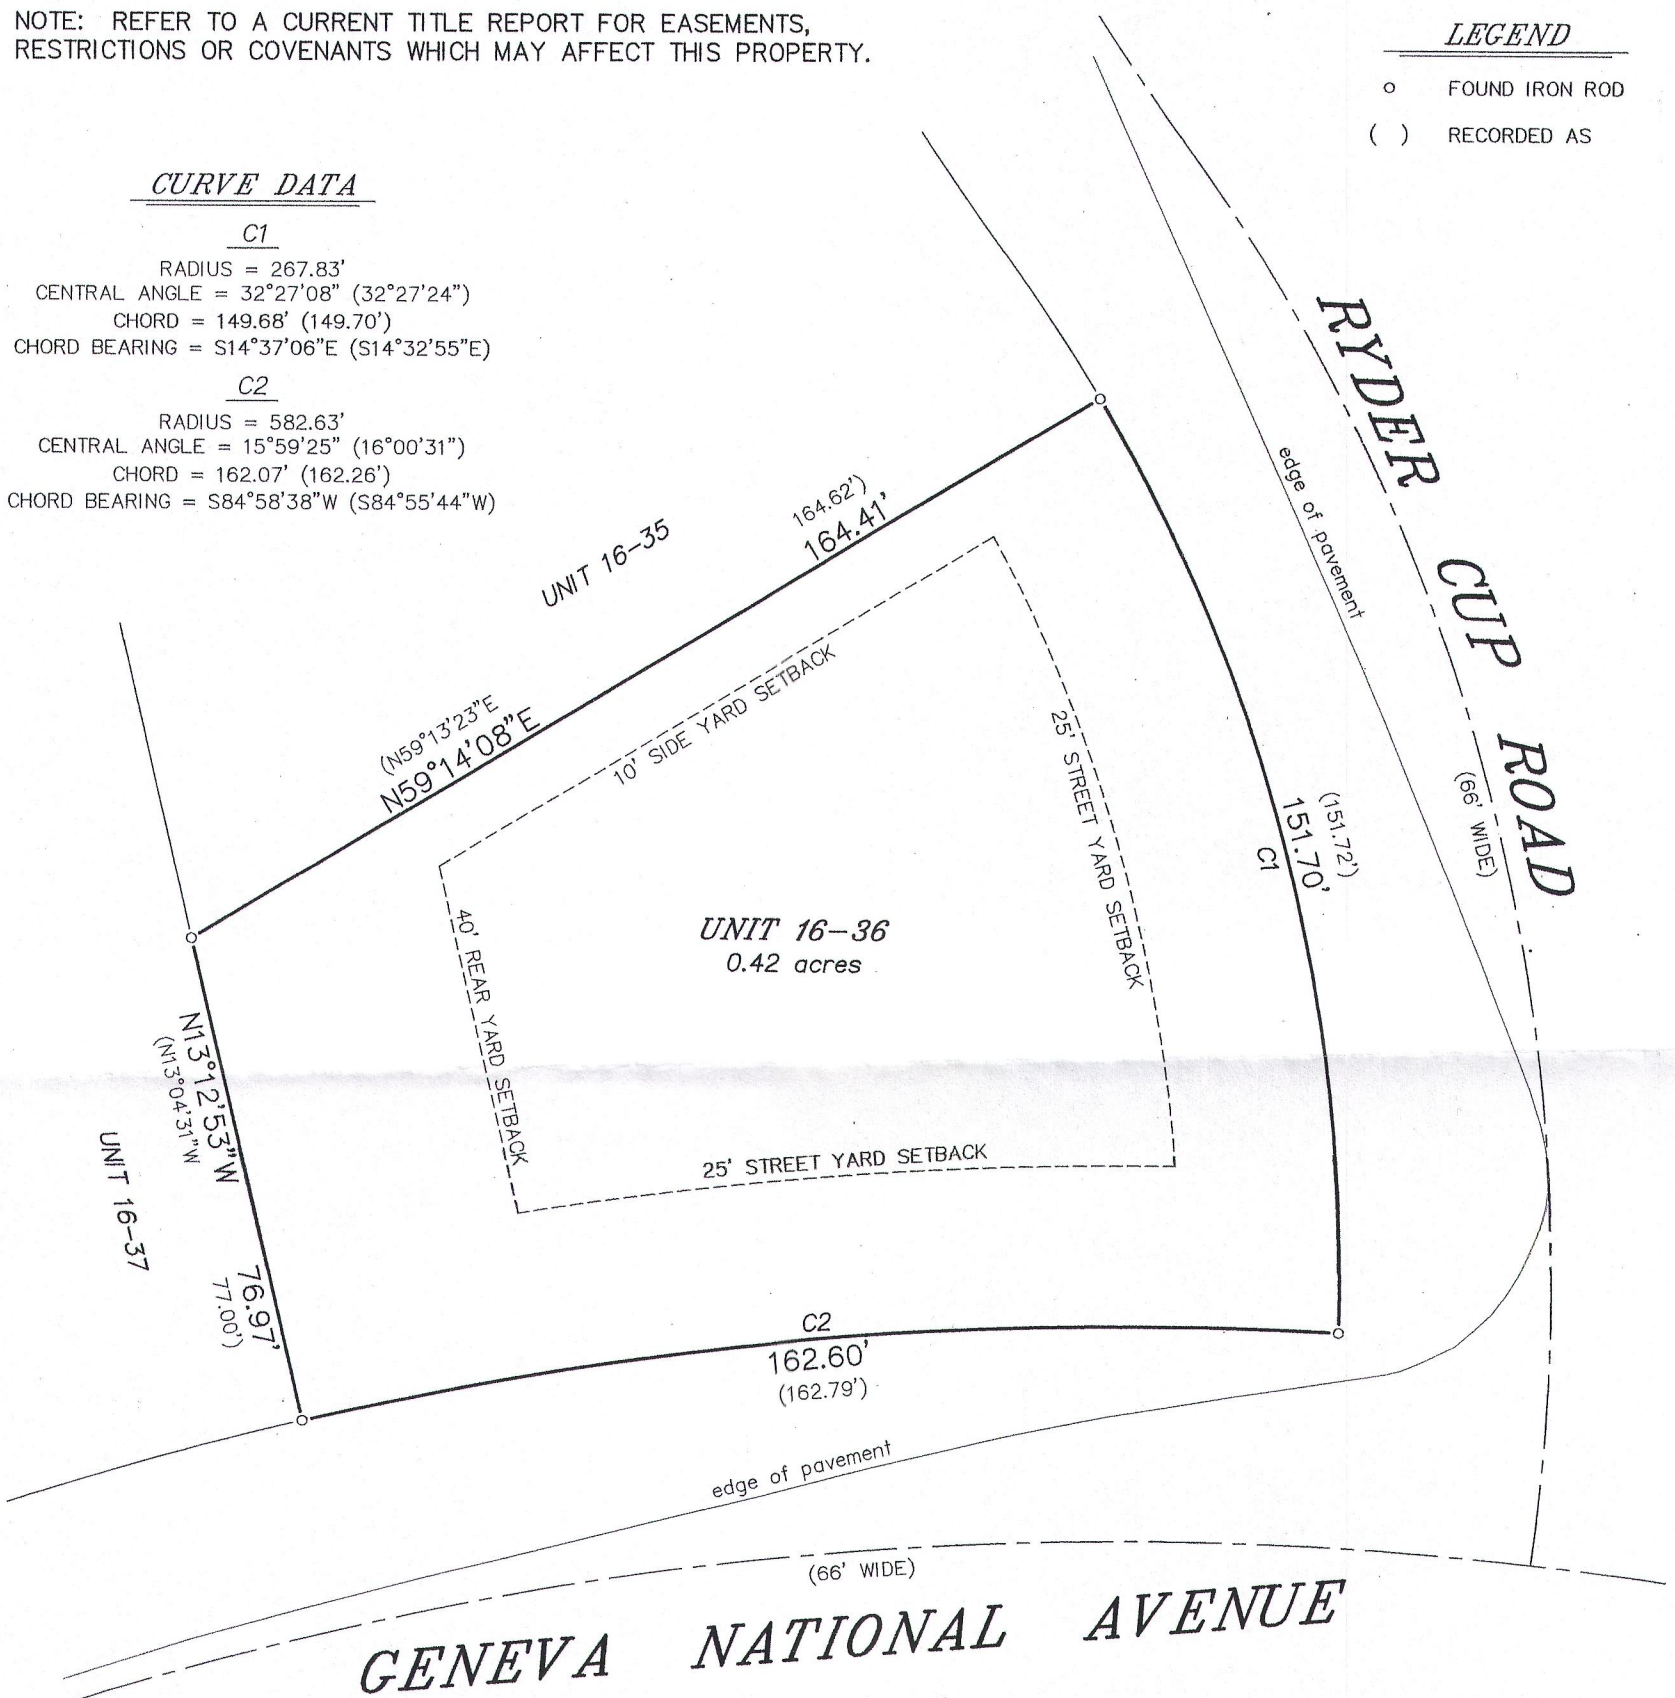 NOTE: REFER TO A CURRENT TITLE REPORT FOR EASEMENTS,
RESTRICTIONS OR COVENANTS WHICH MAY AFFECT THIS PROPERTY.
LEGEND
FOUND IRON ROD
( ) RECORDED AS
CURVE DATA
C1
RADIUS = 267.83'
CENTRAL ANGLE = 32°27'08" (32°27'24")
CHORD = 149.68' (149.70')
CHORD BEARING = S14°37'06"E (S14°32'55"E)
C2
RADIUS = 582.63'
CENTRAL ANGLE = 15°59'25" (16°00'31")
CHORD = 162.07' (162.26')
CHORD BEARING = S84°58'38"W (S84°55'44"W)
RYDER CUP ROAD
(66' WIDE)
edge of pavement
UNIT 16-35
164.62')
164.41'
(N59°13'23"E
N59°14'08"E
10' SIDE YARD SETBACK
25' STREET YARD SETBACK
(151.72')
151.70'
C1
UNIT 16-36
0.42 acres
40' REAR YARD SETBACK
N13°12'53"W
(N13°04'31"W
UNIT 16-37
76.97'
77.00')
25' STREET YARD SETBACK
C2
162.60'
(162.79')
edge of pavement
(66' WIDE)
GENEVA NATIONAL AVENUE